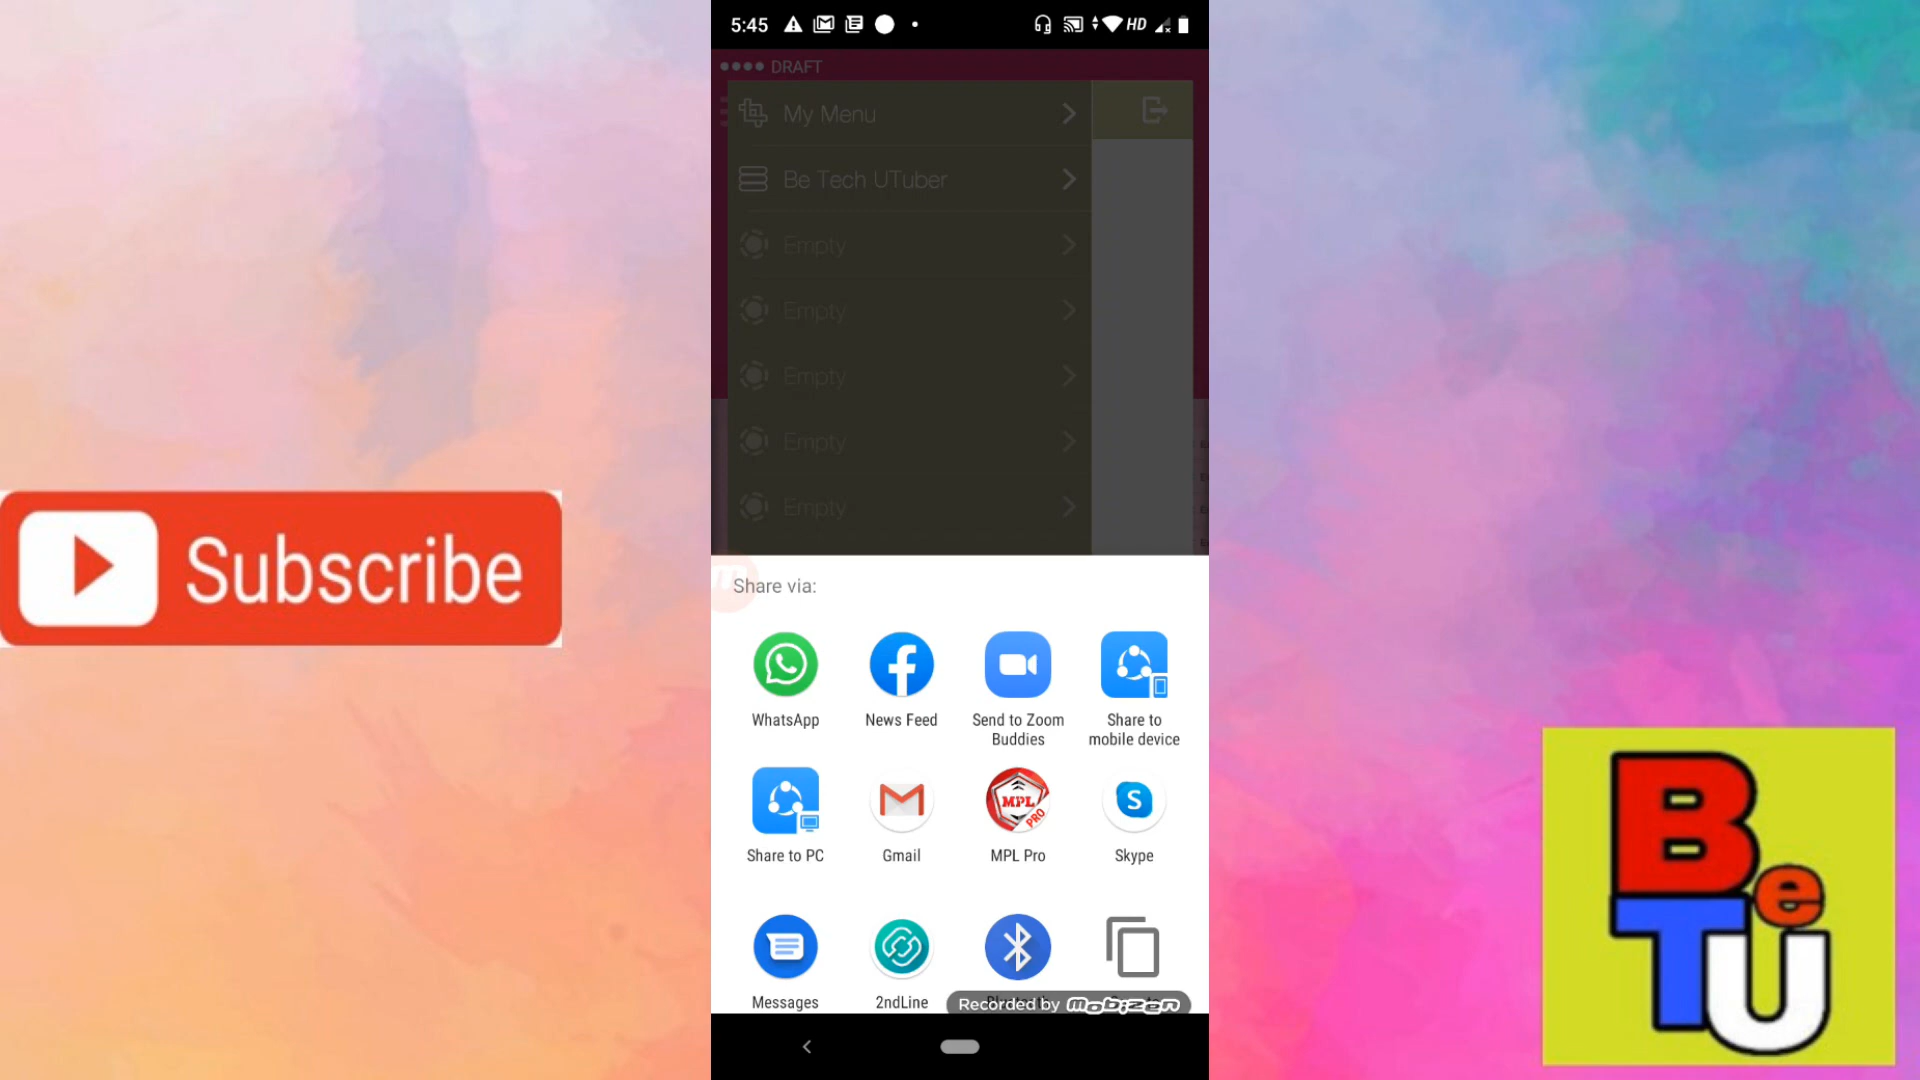 5:45
HD
DRAFT
My Menu
Be Tech UTuber
Empty
Empty
Empty
Empty
Empty
Subscribe
Share via:
WhatsApp
News Feed
Send to Zoom
Buddies
Share to
mobile device
Share to PC
Gmail
MPL
PRO
MPL Pro
Skype
Messages
2ndLine
Recorded by mobizen
BeTU